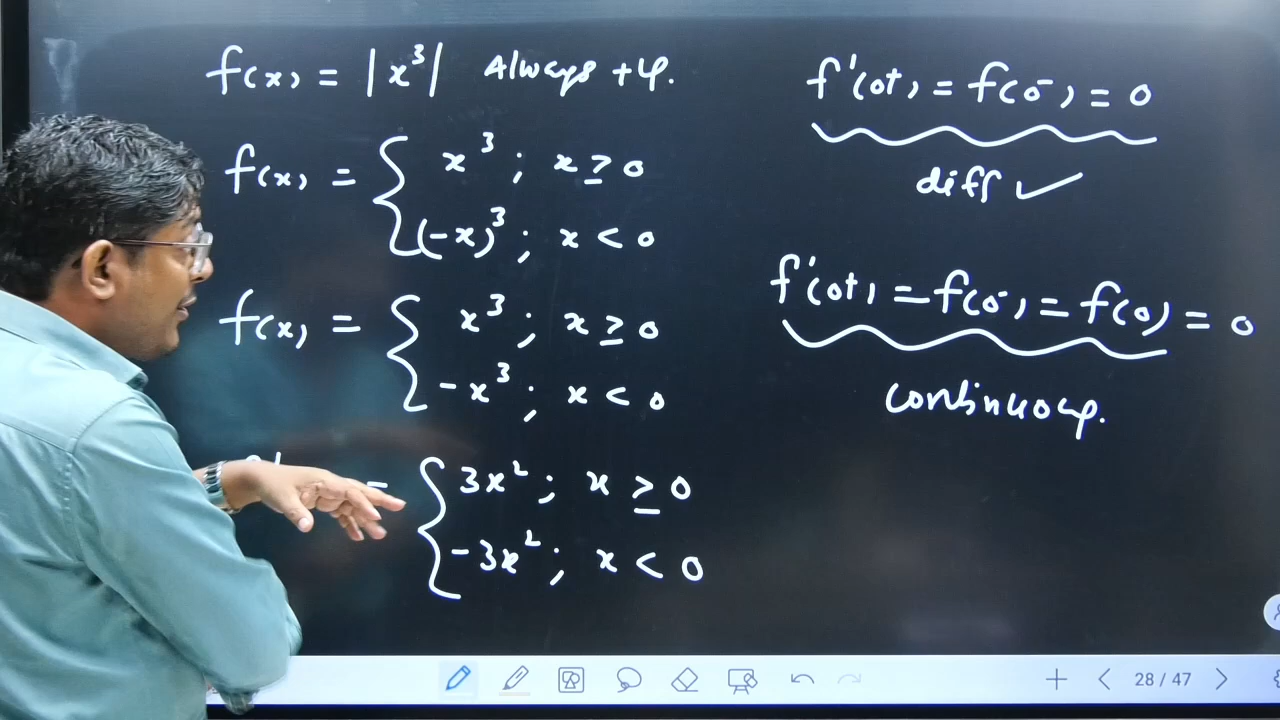 f(x) = |x³| Always +ve.
f(x) = { x³ ; x ≥ 0
(-x)³ ; x < 0
f(x) = { x³ ; x ≥ 0
-x³ ; x < 0
= { 3x² ; x ≥ 0
-3x² ; x < 0
f'(0+) = f(0-) = 0
diff ✓
f'(0+) = f(0-) = f(0) = 0
continuous.
28 / 47